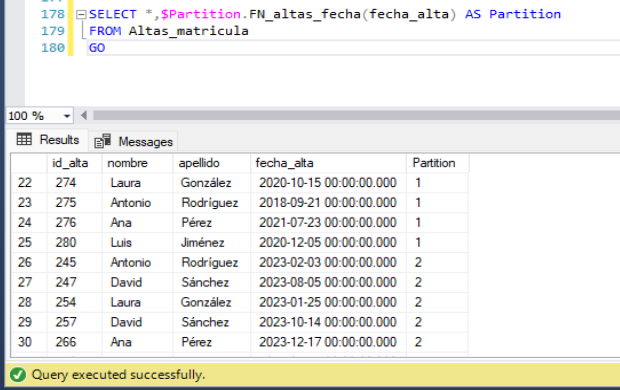 178 SELECT *,$Partition.FN_altas_fecha(fecha_alta) AS Partition
179 FROM Altas_matricula
180 GO
100 %
Results Messages
id_alta nombre apellido fecha_alta Partition
22 274 Laura González 2020-10-15 00:00:00.000 1
23 275 Antonio Rodríguez 2018-09-21 00:00:00.000 1
24 276 Ana Pérez 2021-07-23 00:00:00.000 1
25 280 Luis Jiménez 2020-12-05 00:00:00.000 1
26 245 Antonio Rodríguez 2023-02-03 00:00:00.000 2
27 247 David Sánchez 2023-08-05 00:00:00.000 2
28 254 Laura González 2023-01-25 00:00:00.000 2
29 257 David Sánchez 2023-10-14 00:00:00.000 2
30 266 Ana Pérez 2023-12-17 00:00:00.000 2
Query executed successfully.